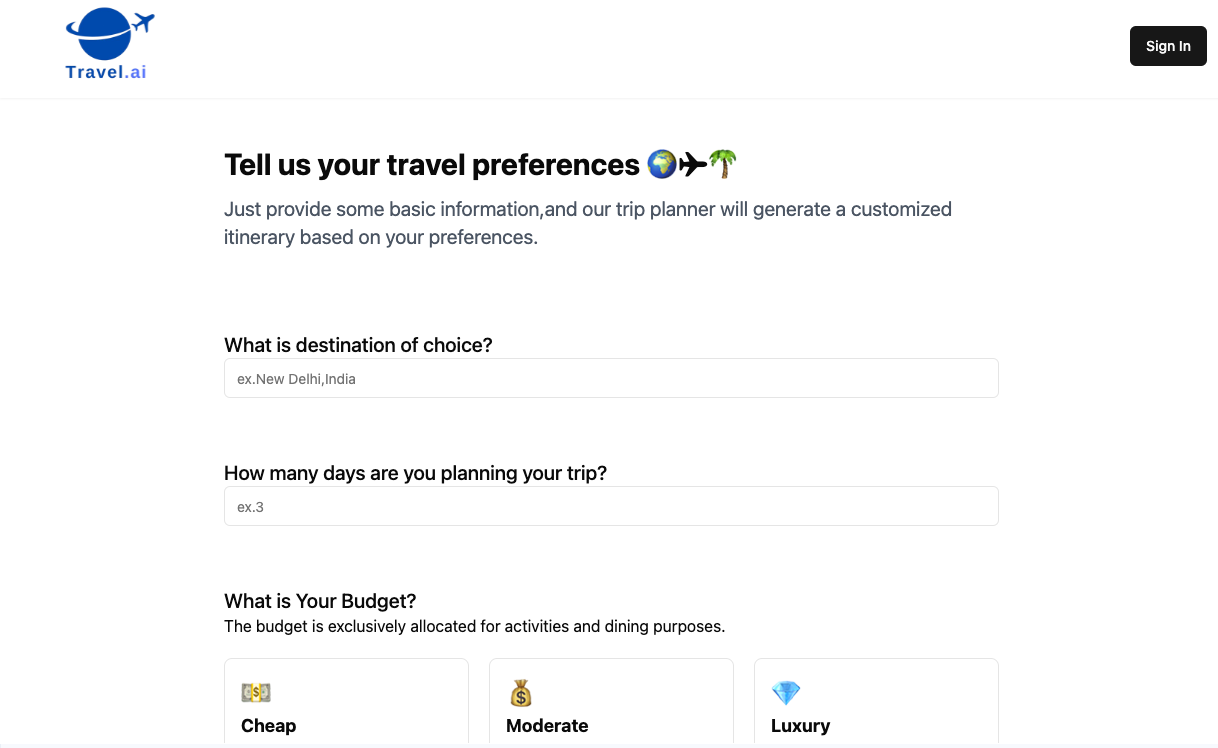 Travel.ai
Sign In
Tell us your travel preferences 🌍✈🌴
Just provide some basic information,and our trip planner will generate a customized
itinerary based on your preferences.
What is destination of choice?
ex.New Delhi,India
How many days are you planning your trip?
ex.3
What is Your Budget?
The budget is exclusively allocated for activities and dining purposes.
Cheap
Moderate
Luxury